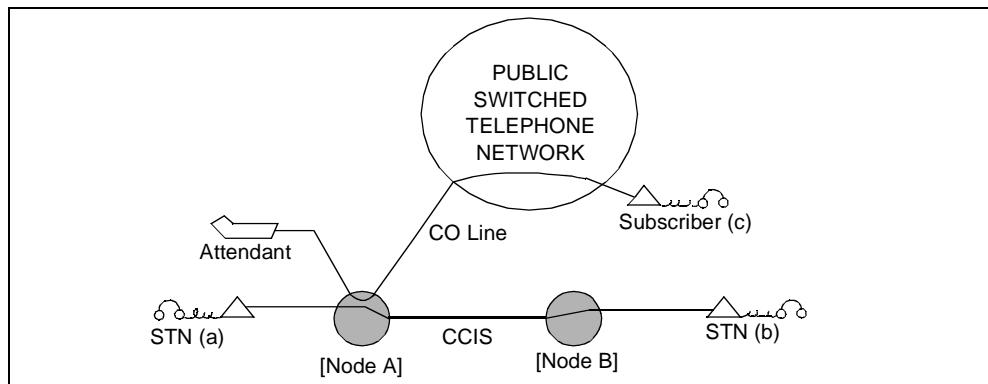 PUBLIC
SWITCHED
TELEPHONE
NETWORK
Subscriber (c)
CO Line
Attendant
STN (a)
CCIS
STN (b)
[Node A]
[Node B]